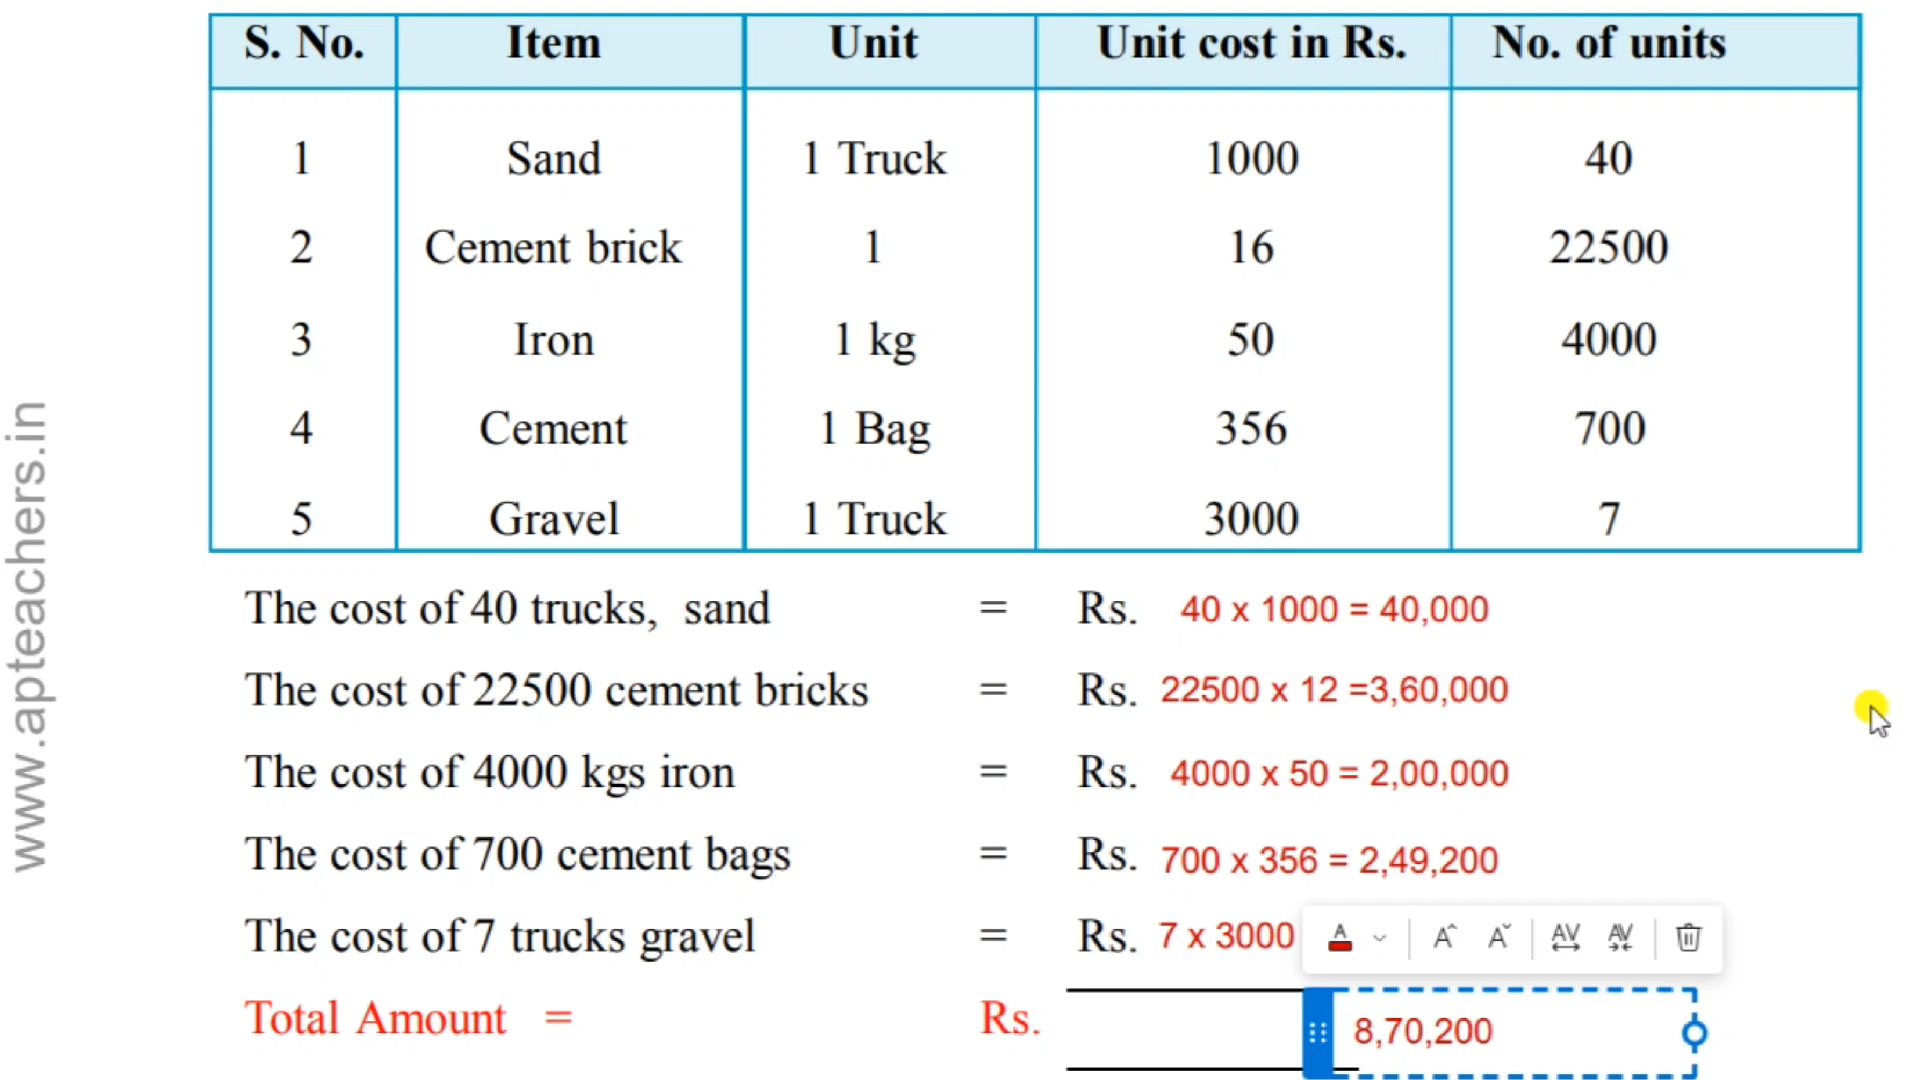 S. No. Item Unit Unit cost in Rs. No. of units
1 Sand 1 Truck 1000 40
2 Cement brick 1 16 22500
3 Iron 1 kg 50 4000
4 Cement 1 Bag 356 700
5 Gravel 1 Truck 3000 7
The cost of 40 trucks, sand = Rs. 40 x 1000 = 40,000
The cost of 22500 cement bricks = Rs. 22500 x 12 =3,60,000
The cost of 4000 kgs iron = Rs. 4000 x 50 = 2,00,000
The cost of 700 cement bags = Rs. 700 x 356 = 2,49,200
The cost of 7 trucks gravel = Rs. 7 x 3000
Total Amount = Rs. 8,70,200
www.apteachers.in